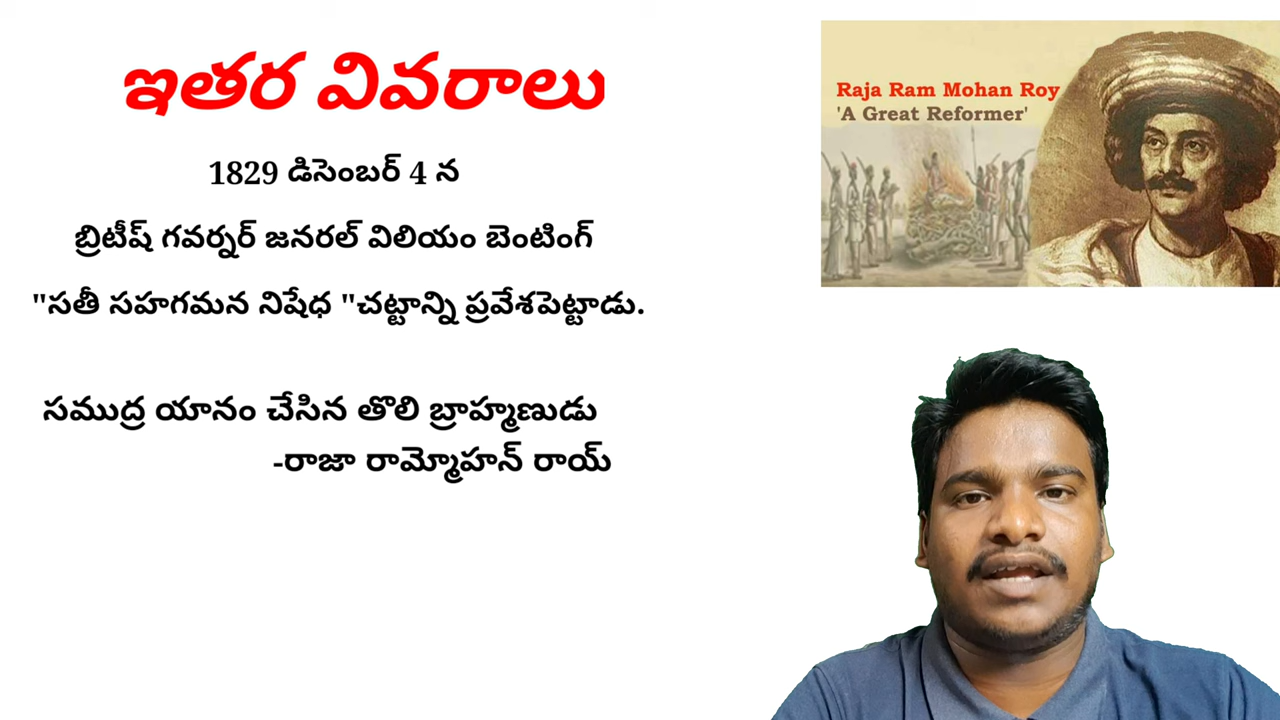 ఇతర వివరాలు
1829 డిసెంబర్ 4 న
బ్రిటీష్ గవర్నర్ జనరల్ విలియం బెంటింగ్
"సతీ సహగమన నిషేధ "చట్టాన్ని ప్రవేశపెట్టాడు.
సముద్ర యానం చేసిన తొలి బ్రాహ్మణుడు
-రాజా రామ్మోహన్ రాయ్
Raja Ram Mohan Roy
'A Great Reformer'